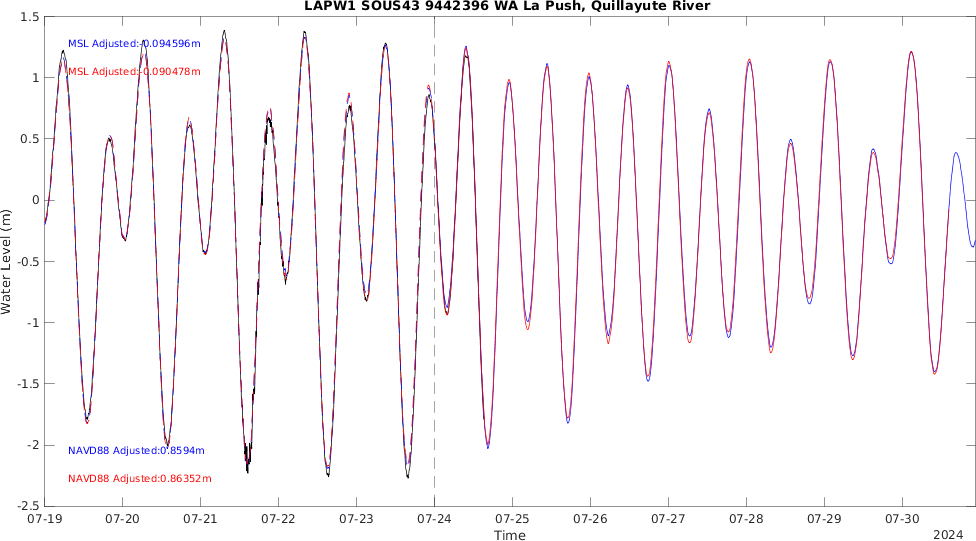 LAPW1 SOUS43 9442396 WA La Push, Quillayute River
MSL Adjusted:-0.094596m
MSL Adjusted:-0.090478m
NAVD88 Adjusted:0.8594m
NAVD88 Adjusted:0.86352m
Water Level (m)
1.5
1
0.5
0
-0.5
-1
-1.5
-2
-2.5
07-19 07-20 07-21 07-22 07-23 07-24 07-25 07-26 07-27 07-28 07-29 07-30
Time
2024